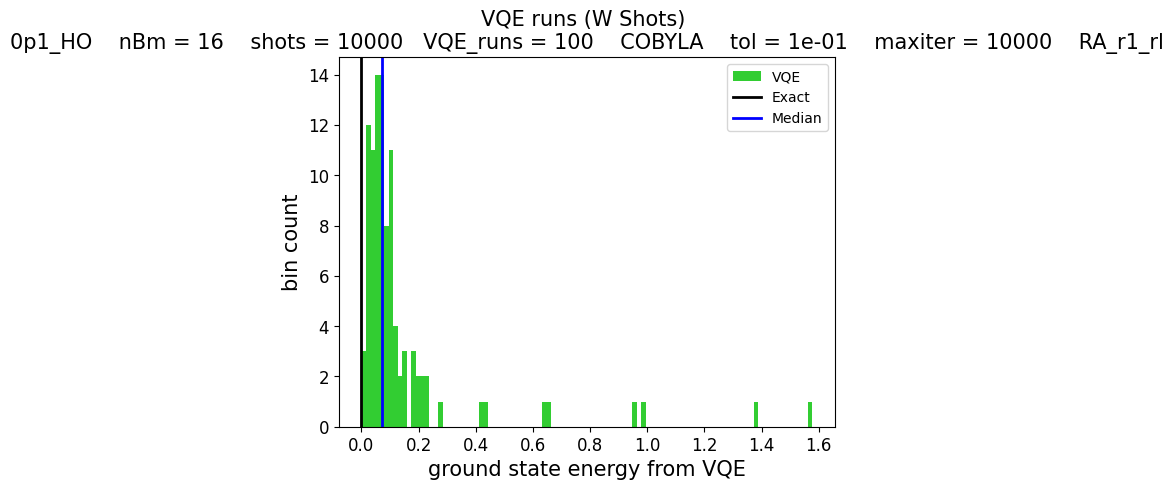 VQE runs (W Shots)
0p1_HO    nBm = 16    shots = 10000   VQE_runs = 100    COBYLA    tol = 1e-01    maxiter = 10000    RA_r1_rl
VQE
Exact
Median
bin count
14
12
10
8
6
4
2
0
0.0 0.2 0.4 0.6 0.8 1.0 1.2 1.4 1.6
ground state energy from VQE